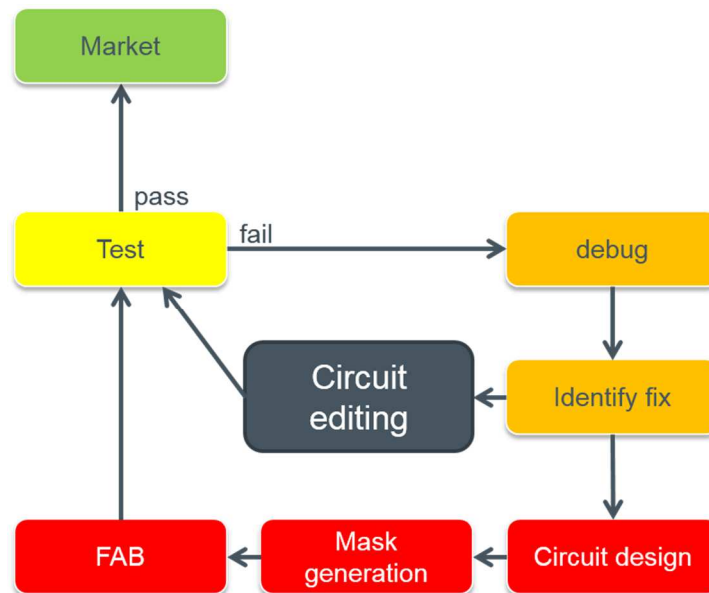 Market
pass
Test
fail
debug
Circuit
editing
Identify fix
FAB
Mask
generation
Circuit design